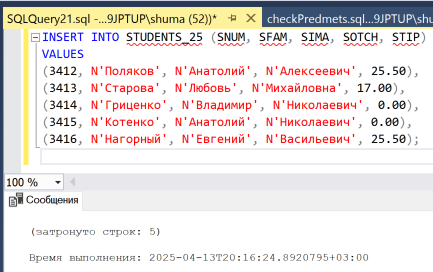 SQLQuery21.sql -...9JPTUP\shuma (52))* checkPredmets.sql...9JPTUP\shu
INSERT INTO STUDENTS_25 (SNUM, SFAM, SIMA, SOTCH, STIP)
VALUES
(3412, N'Поляков', N'Анатолий', N'Алексеевич', 25.50),
(3413, N'Старова', N'Любовь', N'Михайловна', 17.00),
(3414, N'Гриценко', N'Владимир', N'Николаевич', 0.00),
(3415, N'Котенко', N'Анатолий', N'Николаевич', 0.00),
(3416, N'Нагорный', N'Евгений', N'Васильевич', 25.50);
100 %
Сообщения
(затронуто строк: 5)
Время выполнения: 2025-04-13T20:16:24.8920795+03:00